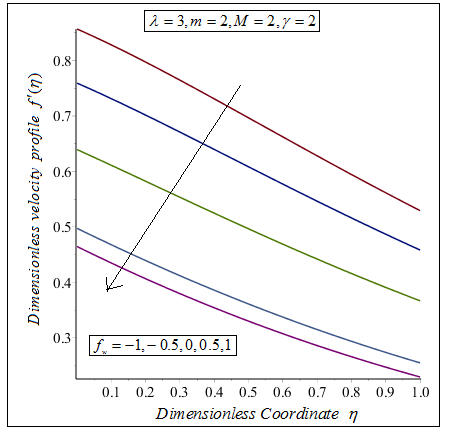 λ = 3, m = 2, M = 2, γ = 2
Dimensionless velocity profile f'(η)
0.8
0.7
0.6
0.5
0.4
0.3
f_w = −1, − 0.5, 0, 0.5, 1
0.1 0.2 0.3 0.4 0.5 0.6 0.7 0.8 0.9 1.0
Dimensionless Coordinate η